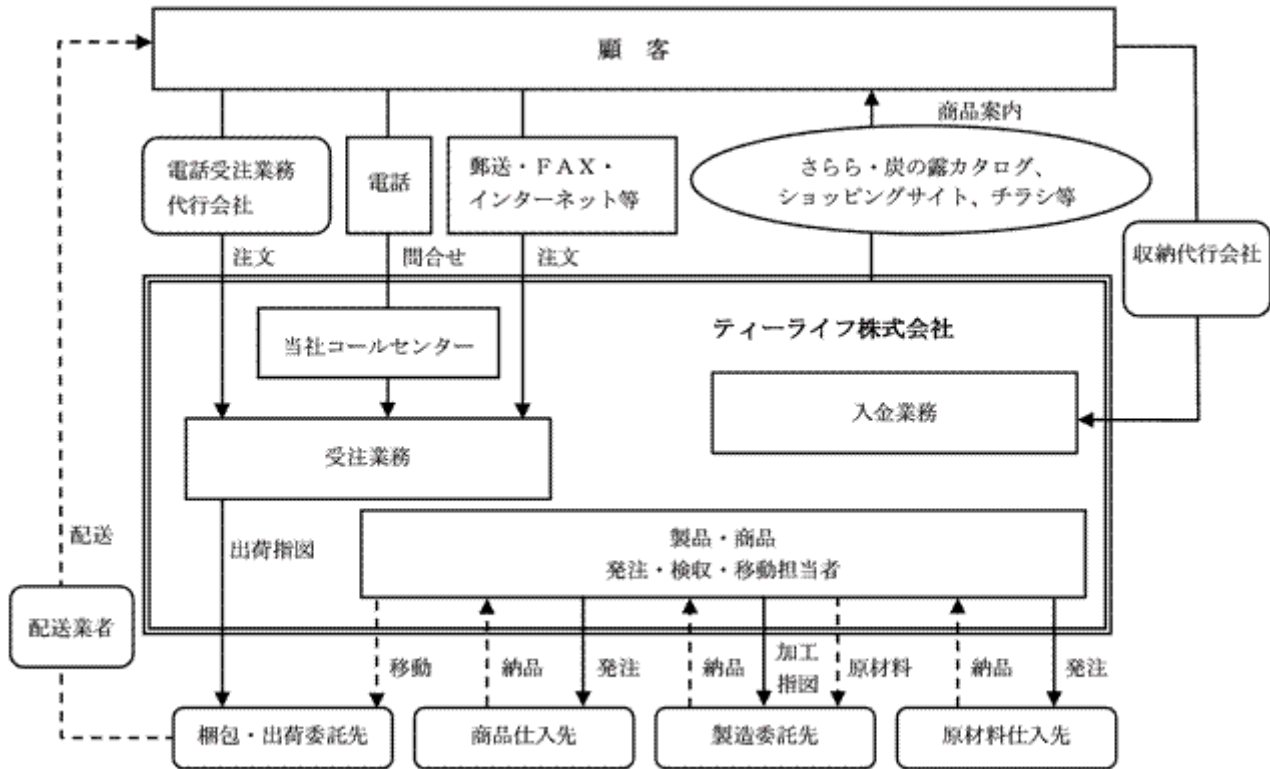 顧　客
商品案内
電話受注業務
代行会社
電話
郵送・ＦＡＸ・
インターネット等
さらら・炭の露カタログ、
ショッピングサイト、チラシ等
収納代行会社
注文
問合せ
注文
ティーライフ株式会社
当社コールセンター
入金業務
受注業務
配送
出荷指図
製品・商品
発注・検収・移動担当者
配送業者
移動
納品
発注
納品
加工
指図
原材料
納品
発注
梱包・出荷委託先
商品仕入先
製造委託先
原材料仕入先